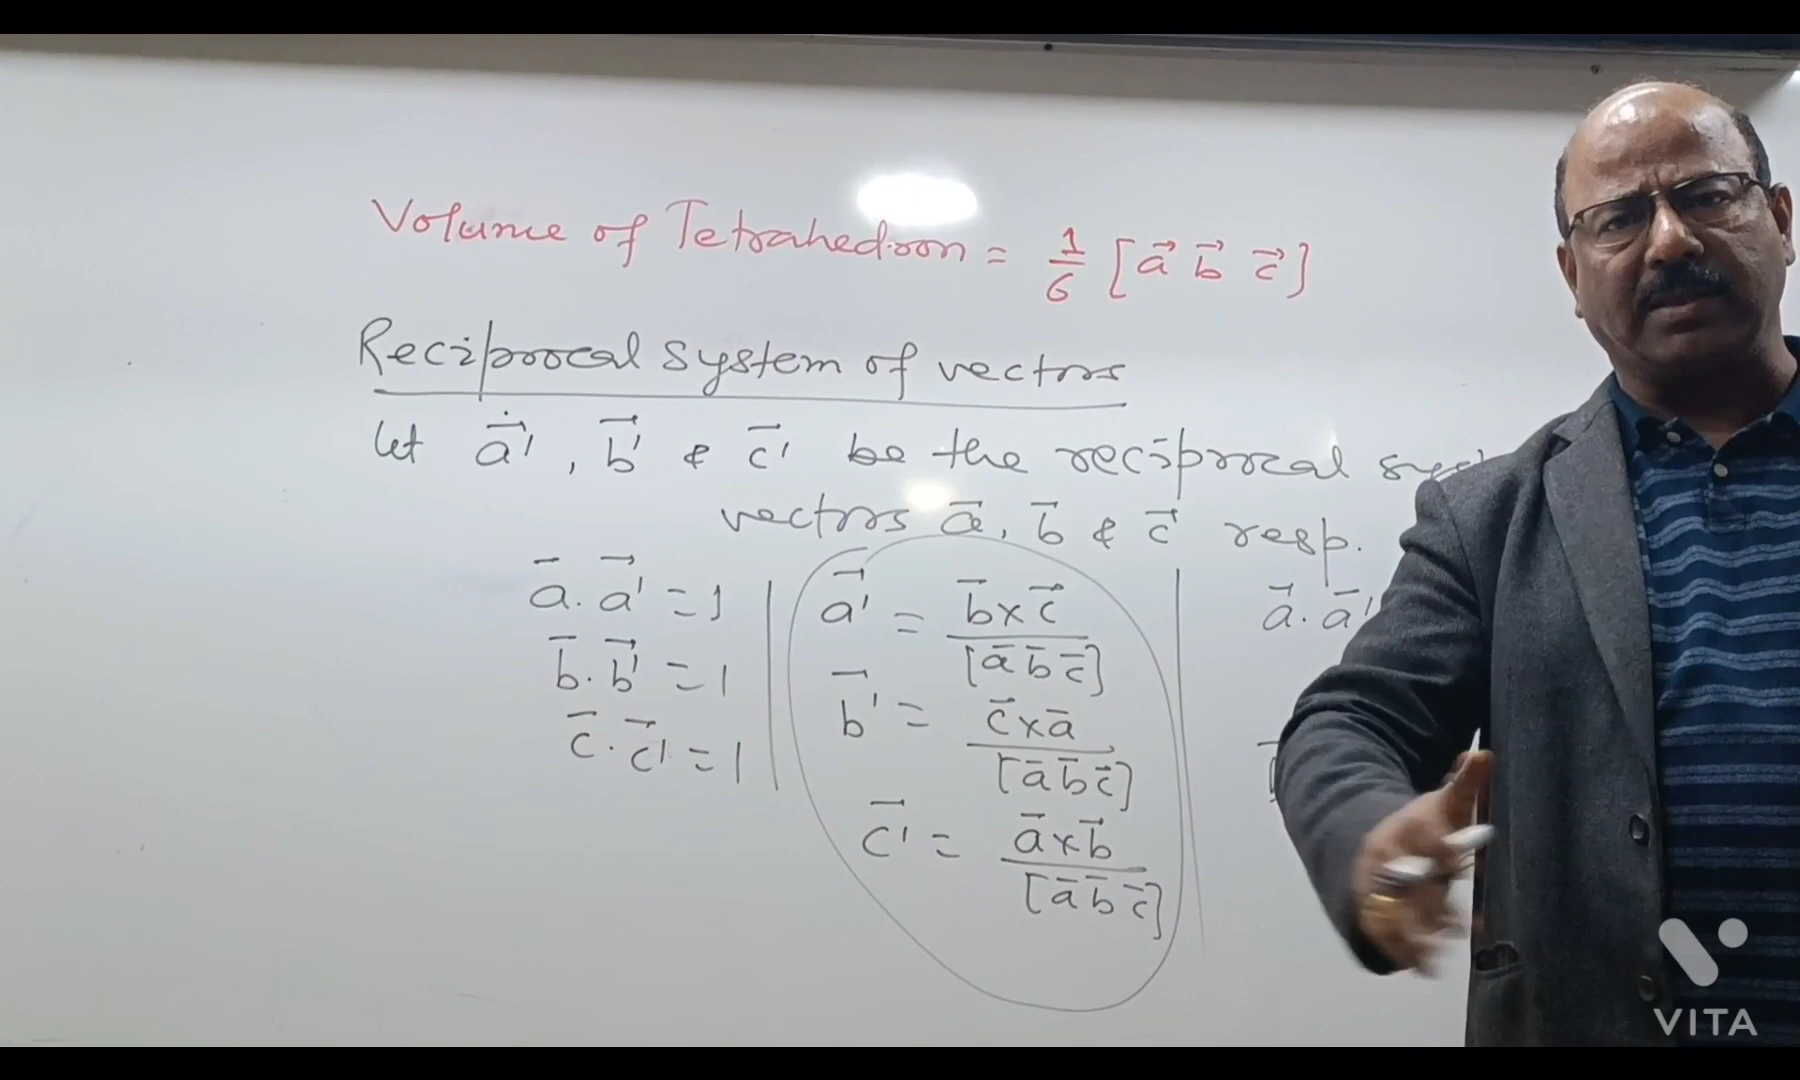 Volume of Tetrahedron = 1/6 [a⃗ b⃗ c⃗]
Reciprocal system of vectors
let a⃗', b⃗' & c⃗' be the reciprocal
vectors a⃗, b⃗ & c⃗ resp.
a⃗. a⃗' = 1
b⃗. b⃗' = 1
c⃗. c⃗' = 1
a⃗' = b⃗×c⃗ / [a⃗ b⃗ c⃗]
b⃗' = c⃗×a⃗ / [a⃗ b⃗ c⃗]
c⃗' = a⃗×b⃗ / [a⃗ b⃗ c⃗]
a⃗. a⃗'
VITA